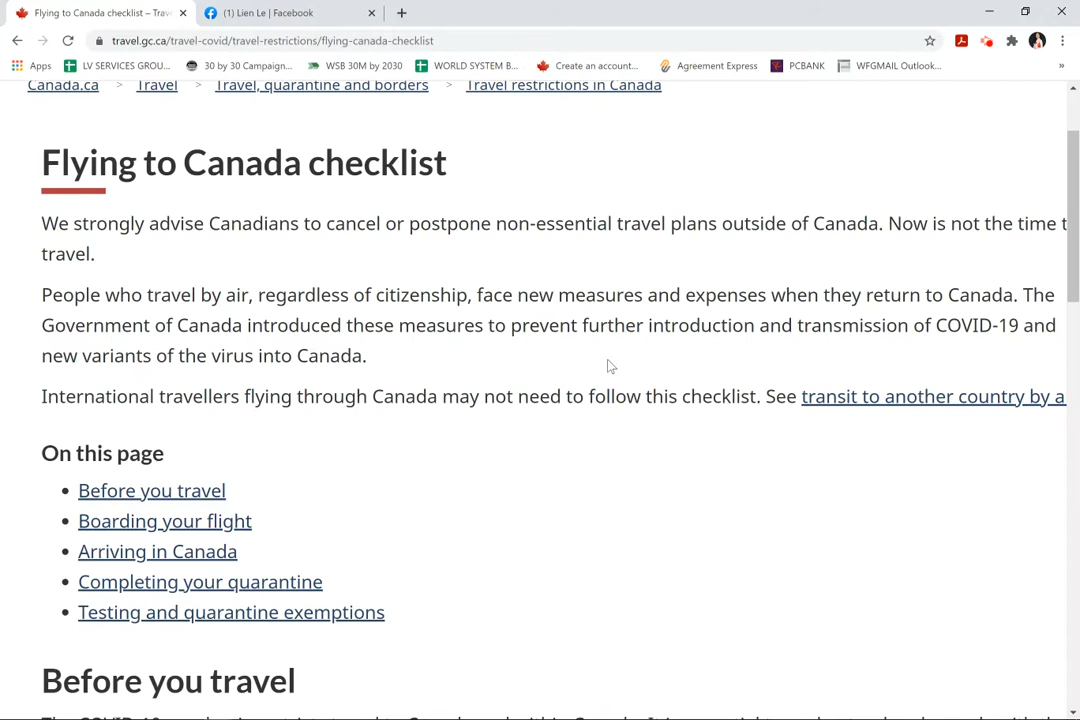 Flying to Canada checklist – Trav
(1) Lien Le | Facebook
travel.gc.ca/travel-covid/travel-restrictions/flying-canada-checklist
Apps LV SERVICES GROU... 30 by 30 Campaign... WSB 30M by 2030 WORLD SYSTEM B... Create an account... Agreement Express PCBANK WFGMAIL Outlook... »
Canada.ca > Travel > Travel, quarantine and borders > Travel restrictions in Canada
Flying to Canada checklist
We strongly advise Canadians to cancel or postpone non-essential travel plans outside of Canada. Now is not the time t
travel.
People who travel by air, regardless of citizenship, face new measures and expenses when they return to Canada. The
Government of Canada introduced these measures to prevent further introduction and transmission of COVID-19 and
new variants of the virus into Canada.
International travellers flying through Canada may not need to follow this checklist. See transit to another country by a
On this page
• Before you travel
• Boarding your flight
• Arriving in Canada
• Completing your quarantine
• Testing and quarantine exemptions
Before you travel